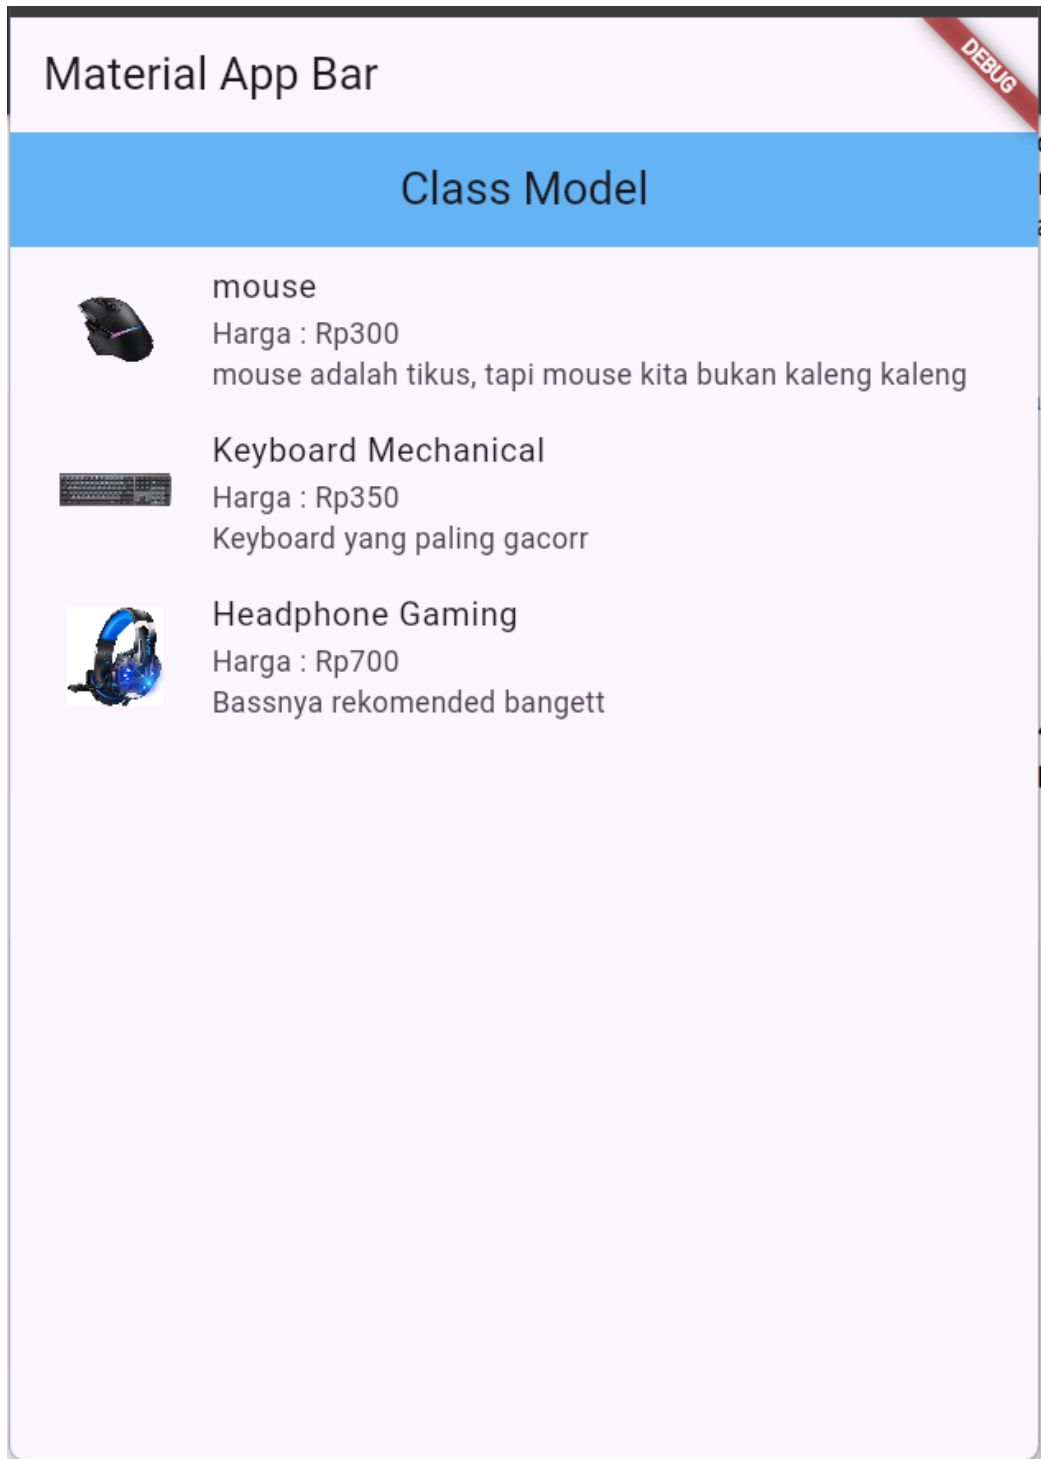 Material App Bar
DEBUG
Class Model
mouse
Harga : Rp300
mouse adalah tikus, tapi mouse kita bukan kaleng kaleng
Keyboard Mechanical
Harga : Rp350
Keyboard yang paling gacorr
Headphone Gaming
Harga : Rp700
Bassnya rekomended bangett